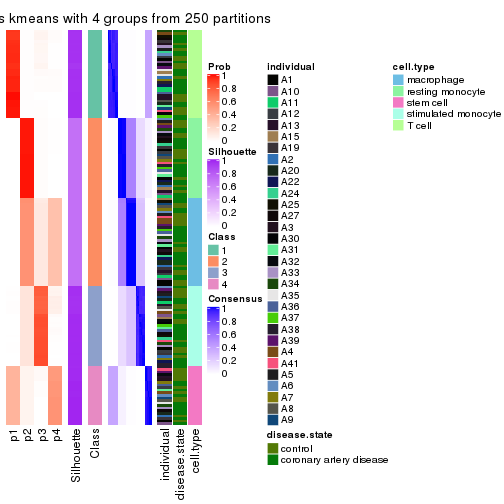 s kmeans with 4 groups from 250 partitions
Prob
1
0.8
0.6
0.4
0.2
0
Silhouette
1
0.8
0.6
0.4
0.2
0
Class
1
2
3
4
Consensus
1
0.8
0.6
0.4
0.2
0
individual
A1
A10
A11
A12
A13
A15
A19
A2
A20
A22
A24
A25
A27
A3
A30
A31
A32
A33
A34
A35
A36
A37
A38
A39
A4
A41
A5
A6
A7
A8
A9
disease.state
control
coronary artery disease
cell.type
macrophage
resting monocyte
stem cell
stimulated monocyte
T cell
p1
p2
p3
p4
Silhouette
Class
individual
disease.state
cell.type